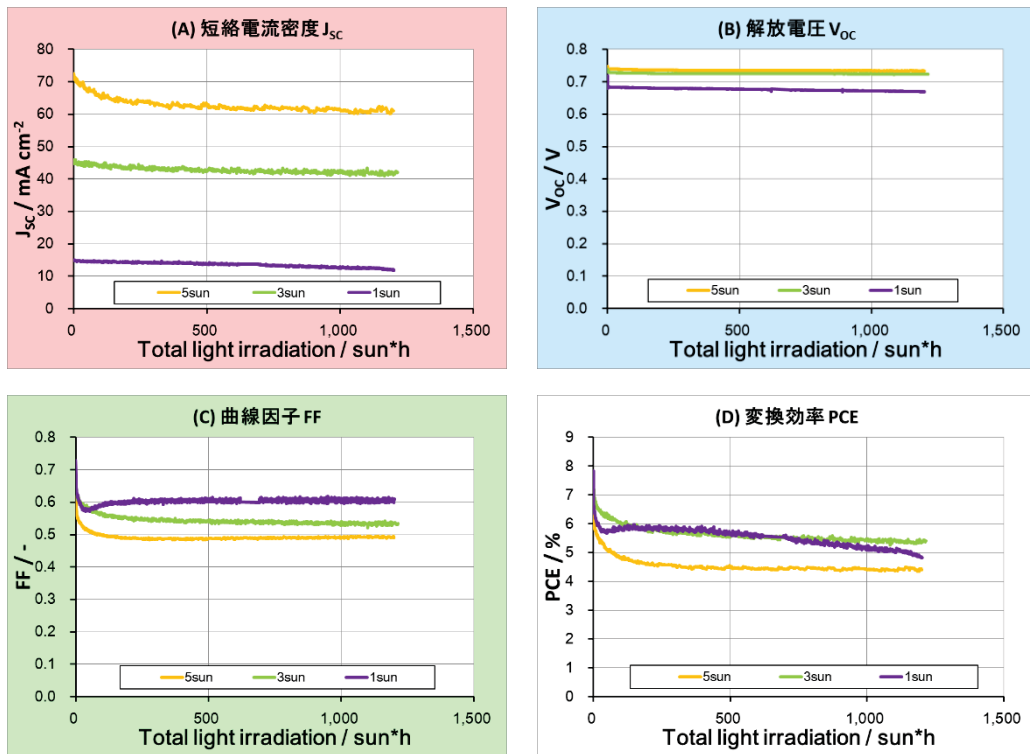 (A) 短絡電流密度 JSC
80
70
60
50
40
30
20
10
0
JSC / mA cm-2
5sun 3sun 1sun
0 500 1,000 1,500
Total light irradiation / sun*h
(B) 解放電圧 VOC
0.8
0.7
0.6
0.5
0.4
0.3
0.2
0.1
0.0
VOC / V
5sun 3sun 1sun
0 500 1,000 1,500
Total light irradiation / sun*h
(C) 曲線因子 FF
0.8
0.7
0.6
0.5
0.4
0.3
0.2
0.1
0.0
FF / -
5sun 3sun 1sun
0 500 1,000 1,500
Total light irradiation / sun*h
(D) 変換効率 PCE
9
8
7
6
5
4
3
2
1
0
PCE / %
5sun 3sun 1sun
0 500 1,000 1,500
Total light irradiation / sun*h